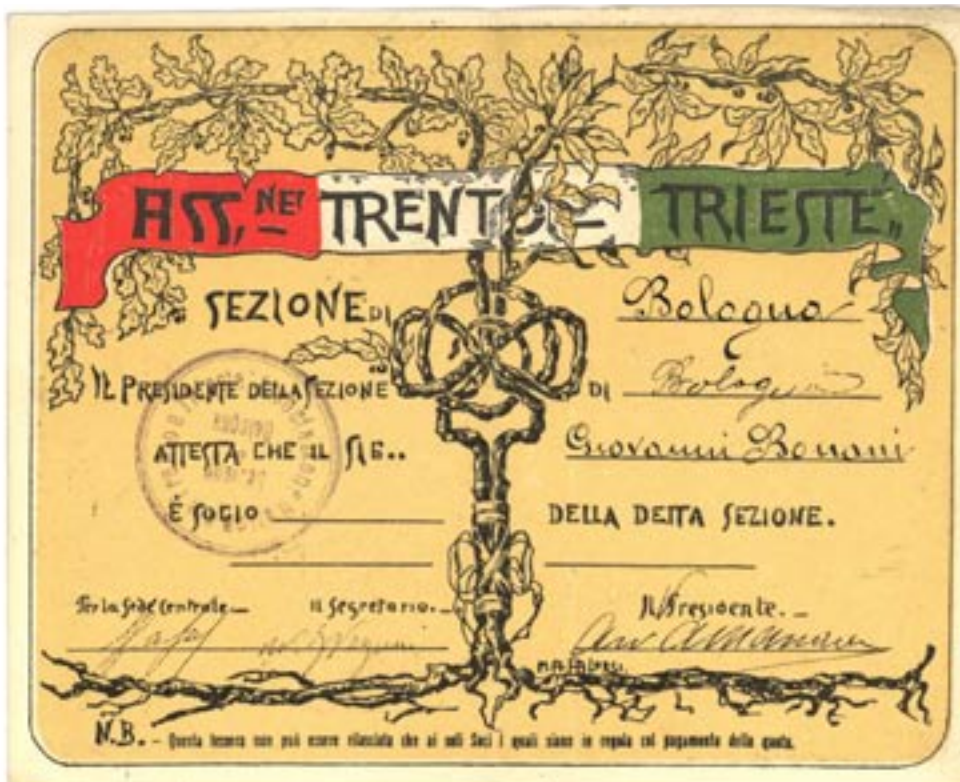 ASS,NE' TRENTO – TRIESTE„
SEZIONE DI Bologna
IL PRESIDENTE DELLA SEZIONE DI Bologna
ATTESTA CHE IL SIG.. Giovanni Bonani
È SOCIO DELLA DETTA SEZIONE.
Per la Sede Centrale.– Il Segretario.– Il Presidente.–
N.B. – Questa tessera non può essere rilasciata che ai soli Soci i quali siano in regola col pagamento della quota.